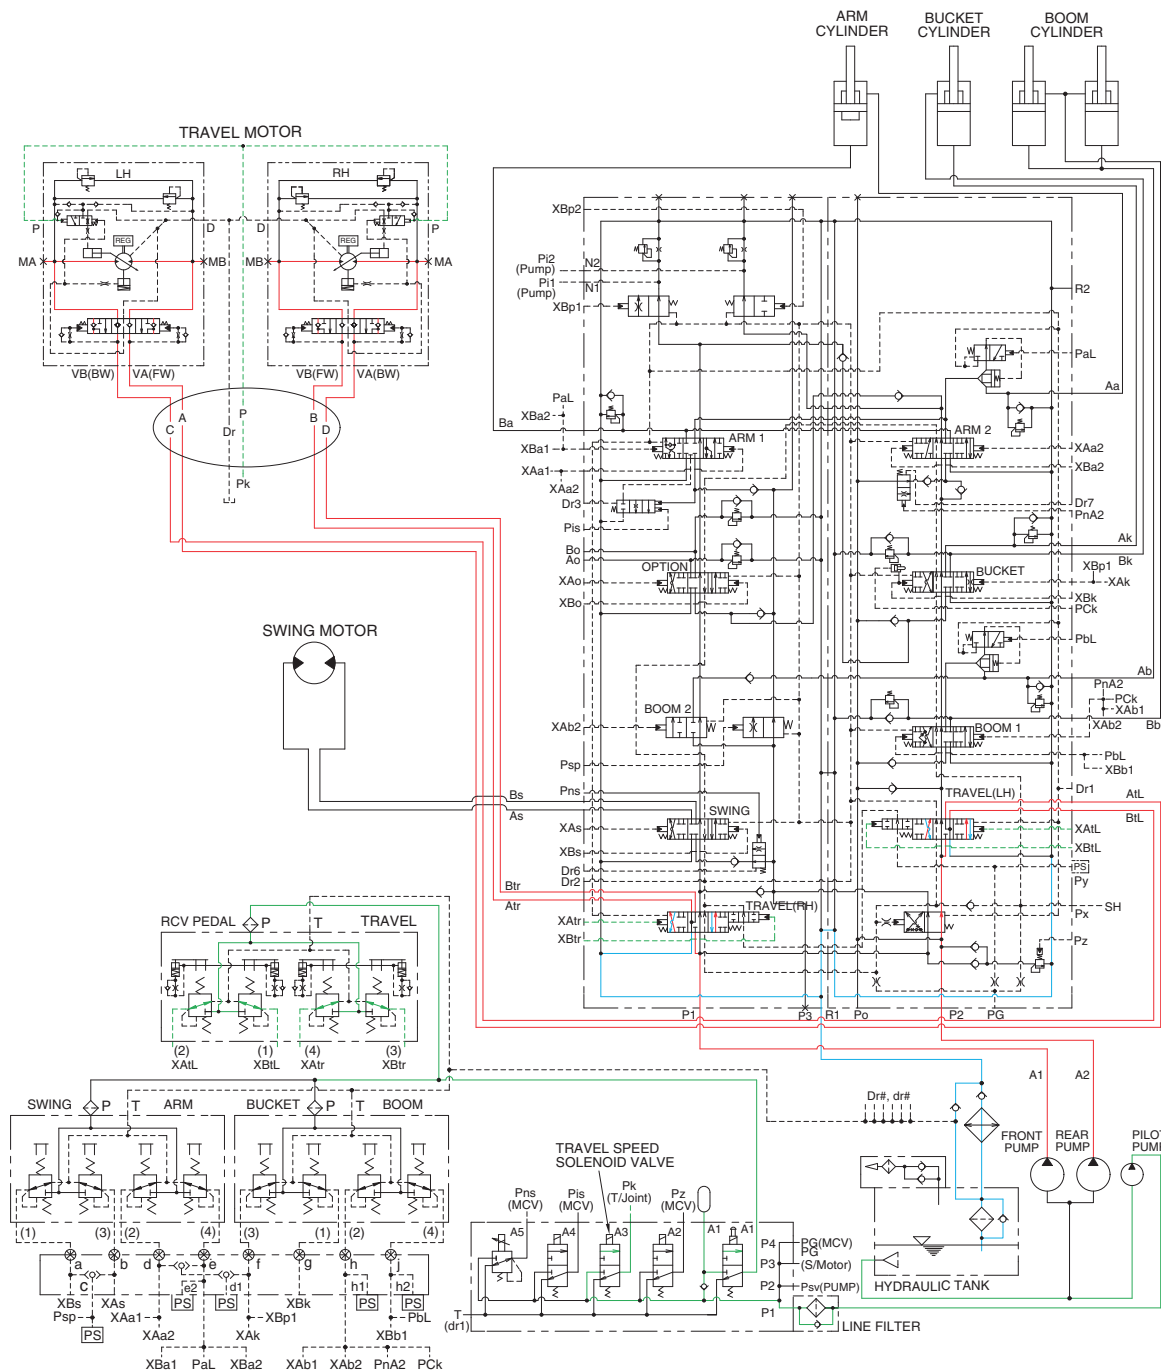 ARM
CYLINDER
BUCKET
CYLINDER
BOOM
CYLINDER
TRAVEL MOTOR
LH
RH
P
D
D
P
REG
REG
MA
MB
MB
MA
VB(BW)
VA(FW)
VB(FW)
VA(BW)
A
C
P
Dr
B
D
Pk
XBp2
Pi2
(Pump)
N2
Pi1
(Pump)
N1
XBp1
R2
PaL
Aa
PaL
XBa2
Ba
XBa1
XAa1
XAa2
ARM 1
ARM 2
XAa2
XBa2
Dr3
Pis
Dr7
PnA2
Bo
Ao
OPTION
XAo
XBo
Ak
Bk
BUCKET
XBp1
XAk
XBk
PCk
PbL
SWING MOTOR
Ab
PnA2
PCk
XAb1
XAb2
Bb
BOOM 2
XAb2
Psp
BOOM 1
PbL
XBb1
Pns
Bs
As
SWING
XAs
XBs
Dr6
Dr2
TRAVEL(LH)
Dr1
AtL
BtL
XAtL
XBtL
PS
Py
Btr
Atr
TRAVEL(RH)
XAtr
XBtr
Px
SH
Pz
P1
P3
R1
Po
P2
PG
RCV PEDAL
P
T
TRAVEL
(2)
(1)
(4)
(3)
XAtL
XBtL
XAtr
XBtr
SWING
P
T
ARM
BUCKET
P
T
BOOM
(1)
(3)
(2)
(4)
(3)
(1)
(2)
(4)
a
b
d
e
f
g
h
j
c
e2
d1
h1
h2
PS
PS
PS
PS
PS
XBs
XAs
Psp
XAa1
XAa2
XBp1
XAk
XBk
PbL
XBb1
XBa1
PaL
XBa2
XAb1
XAb2
PnA2
PCk
A1
A2
Dr#, dr#
FRONT
PUMP
REAR
PUMP
PILOT
PUMP
HYDRAULIC TANK
TRAVEL SPEED
SOLENOID VALVE
Pns
(MCV)
Pis
(MCV)
Pk
(T/Joint)
Pz
(MCV)
A5
A4
A3
A2
A1
A1
P4
PG(MCV)
PG
(S/Motor)
P3
P2
Psv(PUMP)
P1
T
(dr1)
LINE FILTER